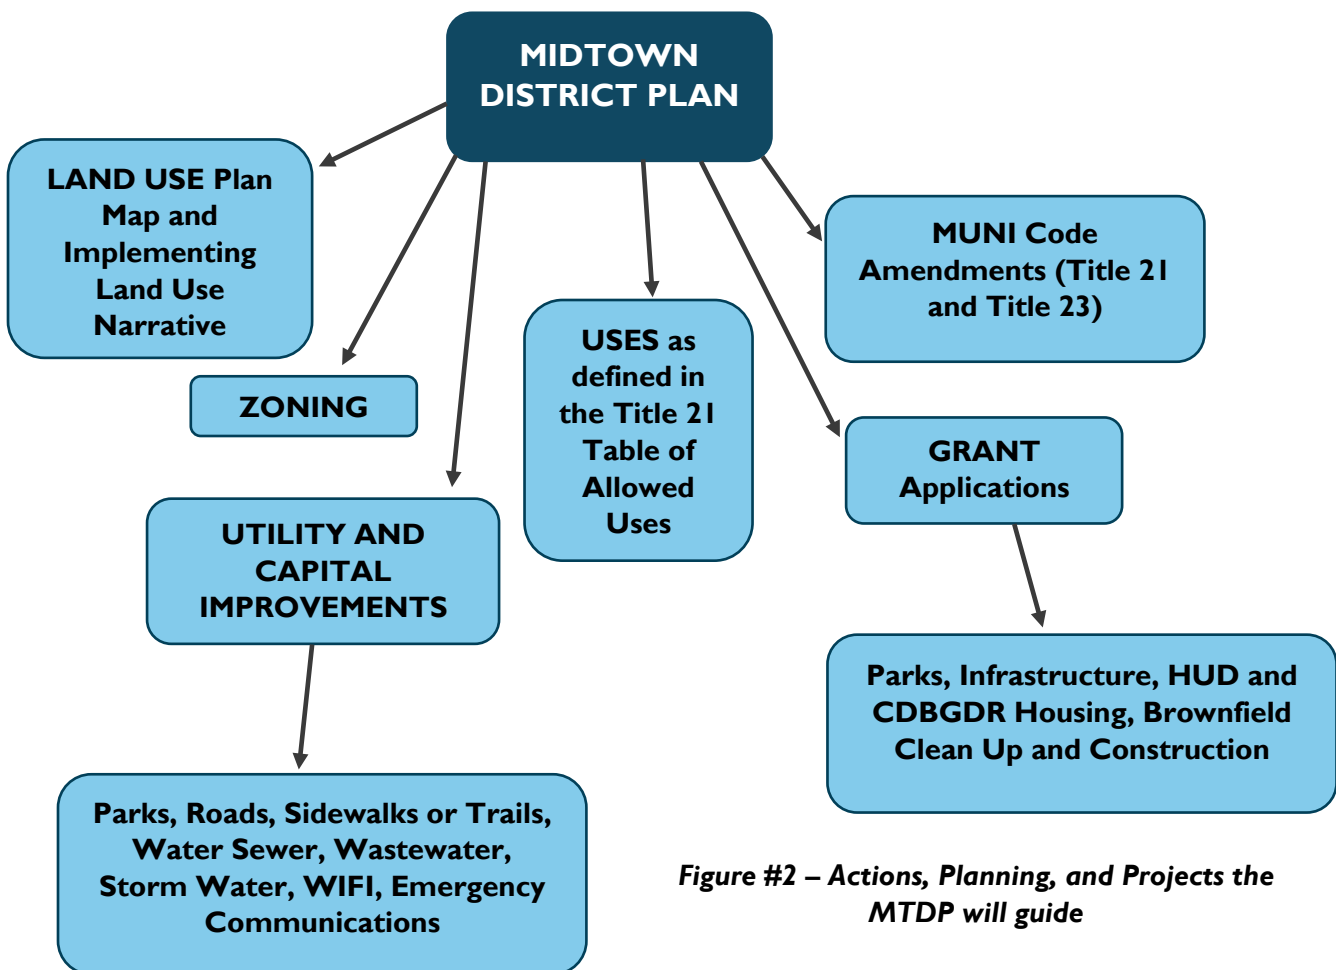 MIDTOWN
DISTRICT PLAN
LAND USE Plan
Map and
Implementing
Land Use
Narrative
MUNI Code
Amendments (Title 21
and Title 23)
ZONING
USES as
defined in
the Title 21
Table of
Allowed
Uses
GRANT
Applications
UTILITY AND
CAPITAL
IMPROVEMENTS
Parks, Infrastructure, HUD and
CDBGDR Housing, Brownfield
Clean Up and Construction
Parks, Roads, Sidewalks or Trails,
Water Sewer, Wastewater,
Storm Water, WIFI, Emergency
Communications
Figure #2 – Actions, Planning, and Projects the
MTDP will guide